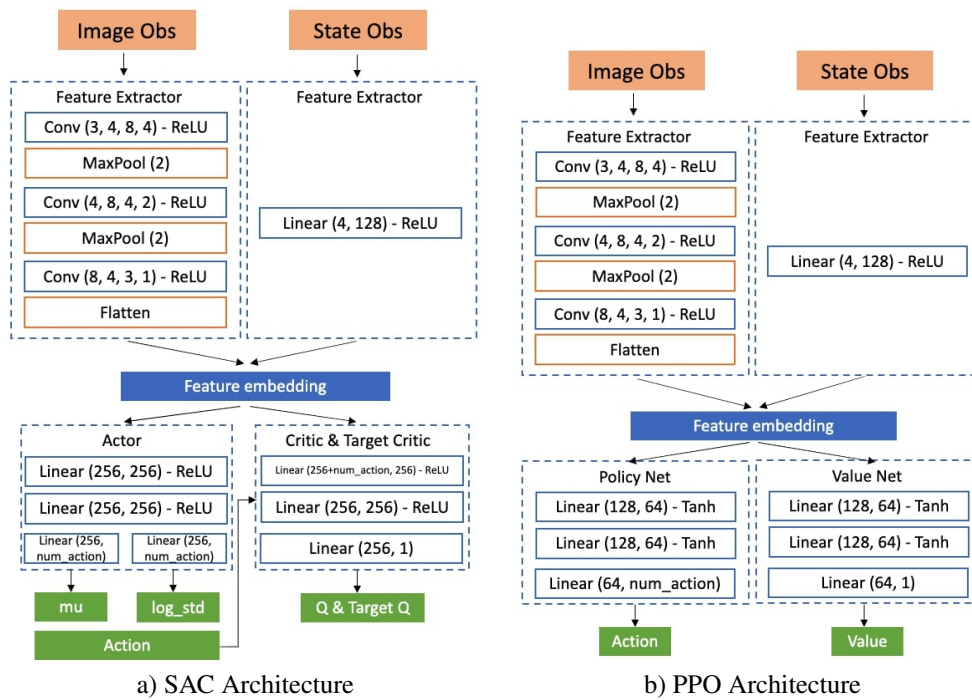 Image Obs
State Obs
Feature Extractor
Conv (3, 4, 8, 4) - ReLU
MaxPool (2)
Conv (4, 8, 4, 2) - ReLU
MaxPool (2)
Conv (8, 4, 3, 1) - ReLU
Flatten
Feature Extractor
Linear (4, 128) - ReLU
Feature embedding
Actor
Linear (256, 256) - ReLU
Linear (256, 256) - ReLU
Linear (256,
num_action)
Linear (256,
num_action)
mu
log_std
Action
Critic & Target Critic
Linear (256+num_action, 256) - ReLU
Linear (256, 256) - ReLU
Linear (256, 1)
Q & Target Q
a) SAC Architecture
Image Obs
State Obs
Feature Extractor
Conv (3, 4, 8, 4) - ReLU
MaxPool (2)
Conv (4, 8, 4, 2) - ReLU
MaxPool (2)
Conv (8, 4, 3, 1) - ReLU
Flatten
Feature Extractor
Linear (4, 128) - ReLU
Feature embedding
Policy Net
Linear (128, 64) - Tanh
Linear (128, 64) - Tanh
Linear (64, num_action)
Action
Value Net
Linear (128, 64) - Tanh
Linear (128, 64) - Tanh
Linear (64, 1)
Value
b) PPO Architecture